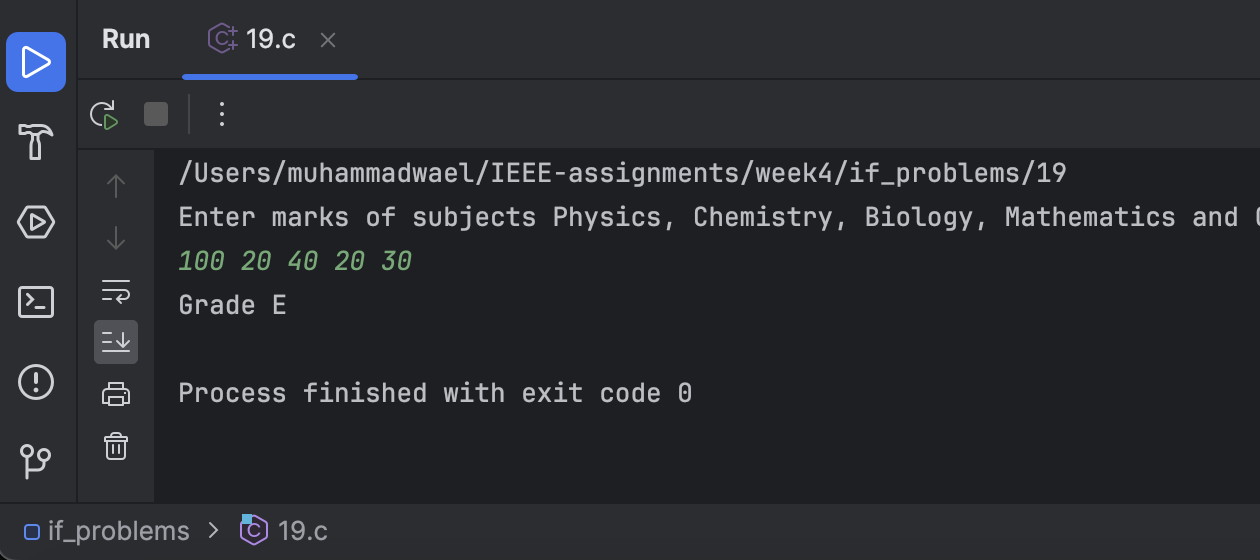 Run 19.c
/Users/muhammadwael/IEEE-assignments/week4/if_problems/19
Enter marks of subjects Physics, Chemistry, Biology, Mathematics and
100 20 40 20 30
Grade E
Process finished with exit code 0
if_problems > 19.c